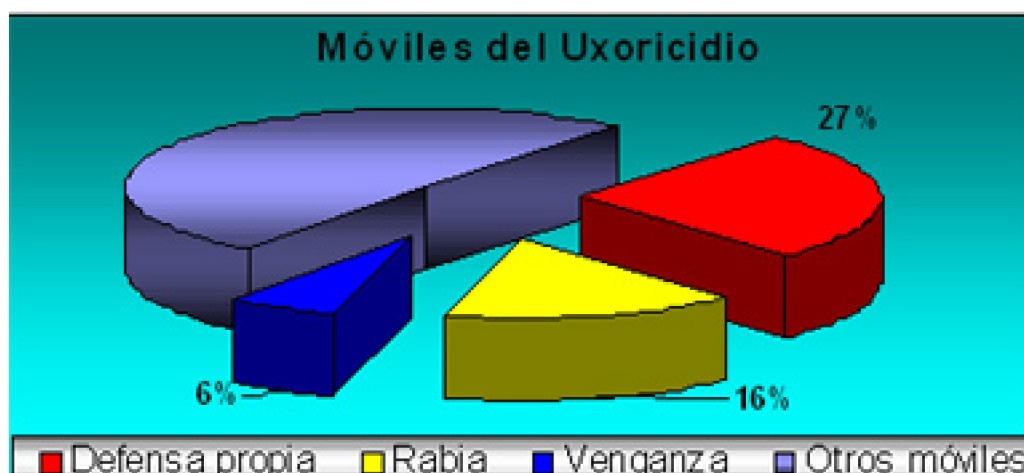 Móviles del Uxoricidio
27%
6%
16%
Defensa propia Rabia Venganza Otros móviles